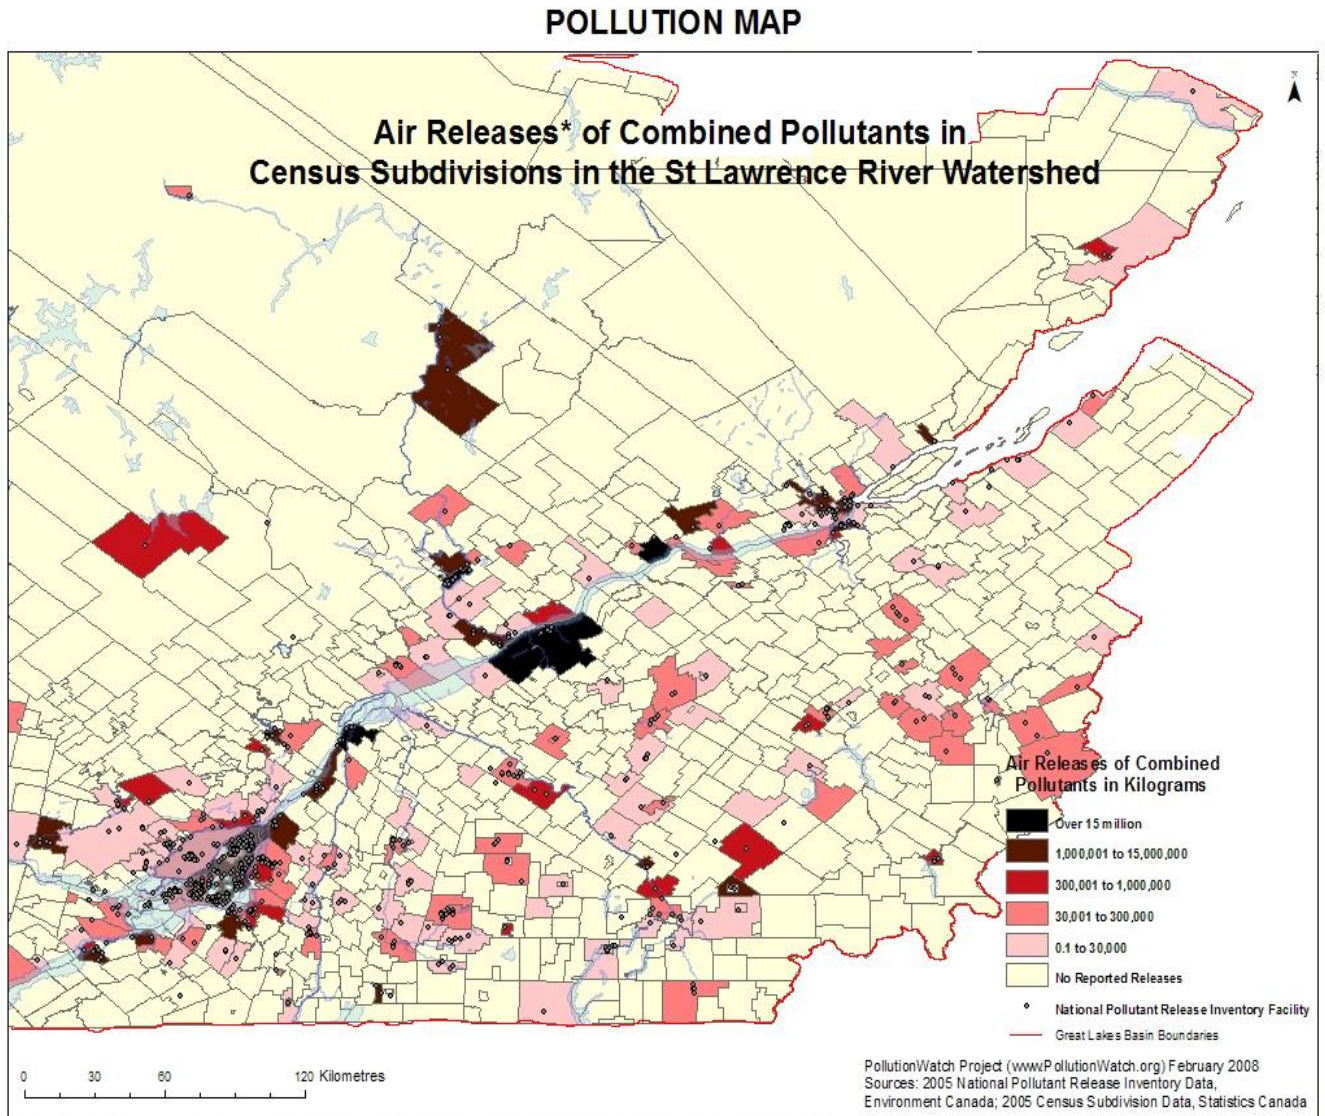 POLLUTION MAP
N
Air Releases* of Combined Pollutants in
Census Subdivisions in the St Lawrence River Watershed
Air Releases of Combined
Pollutants in Kilograms
Over 15 million
1,000,001 to 15,000,000
300,001 to 1,000,000
30,001 to 300,000
0.1 to 30,000
No Reported Releases
National Pollutant Release Inventory Facility
Great Lakes Basin Boundaries
0 30 60 120 Kilometres
PollutionWatch Project (www.PollutionWatch.org) February 2008
Sources: 2005 National Pollutant Release Inventory Data,
Environment Canada; 2005 Census Subdivision Data, Statistics Canada